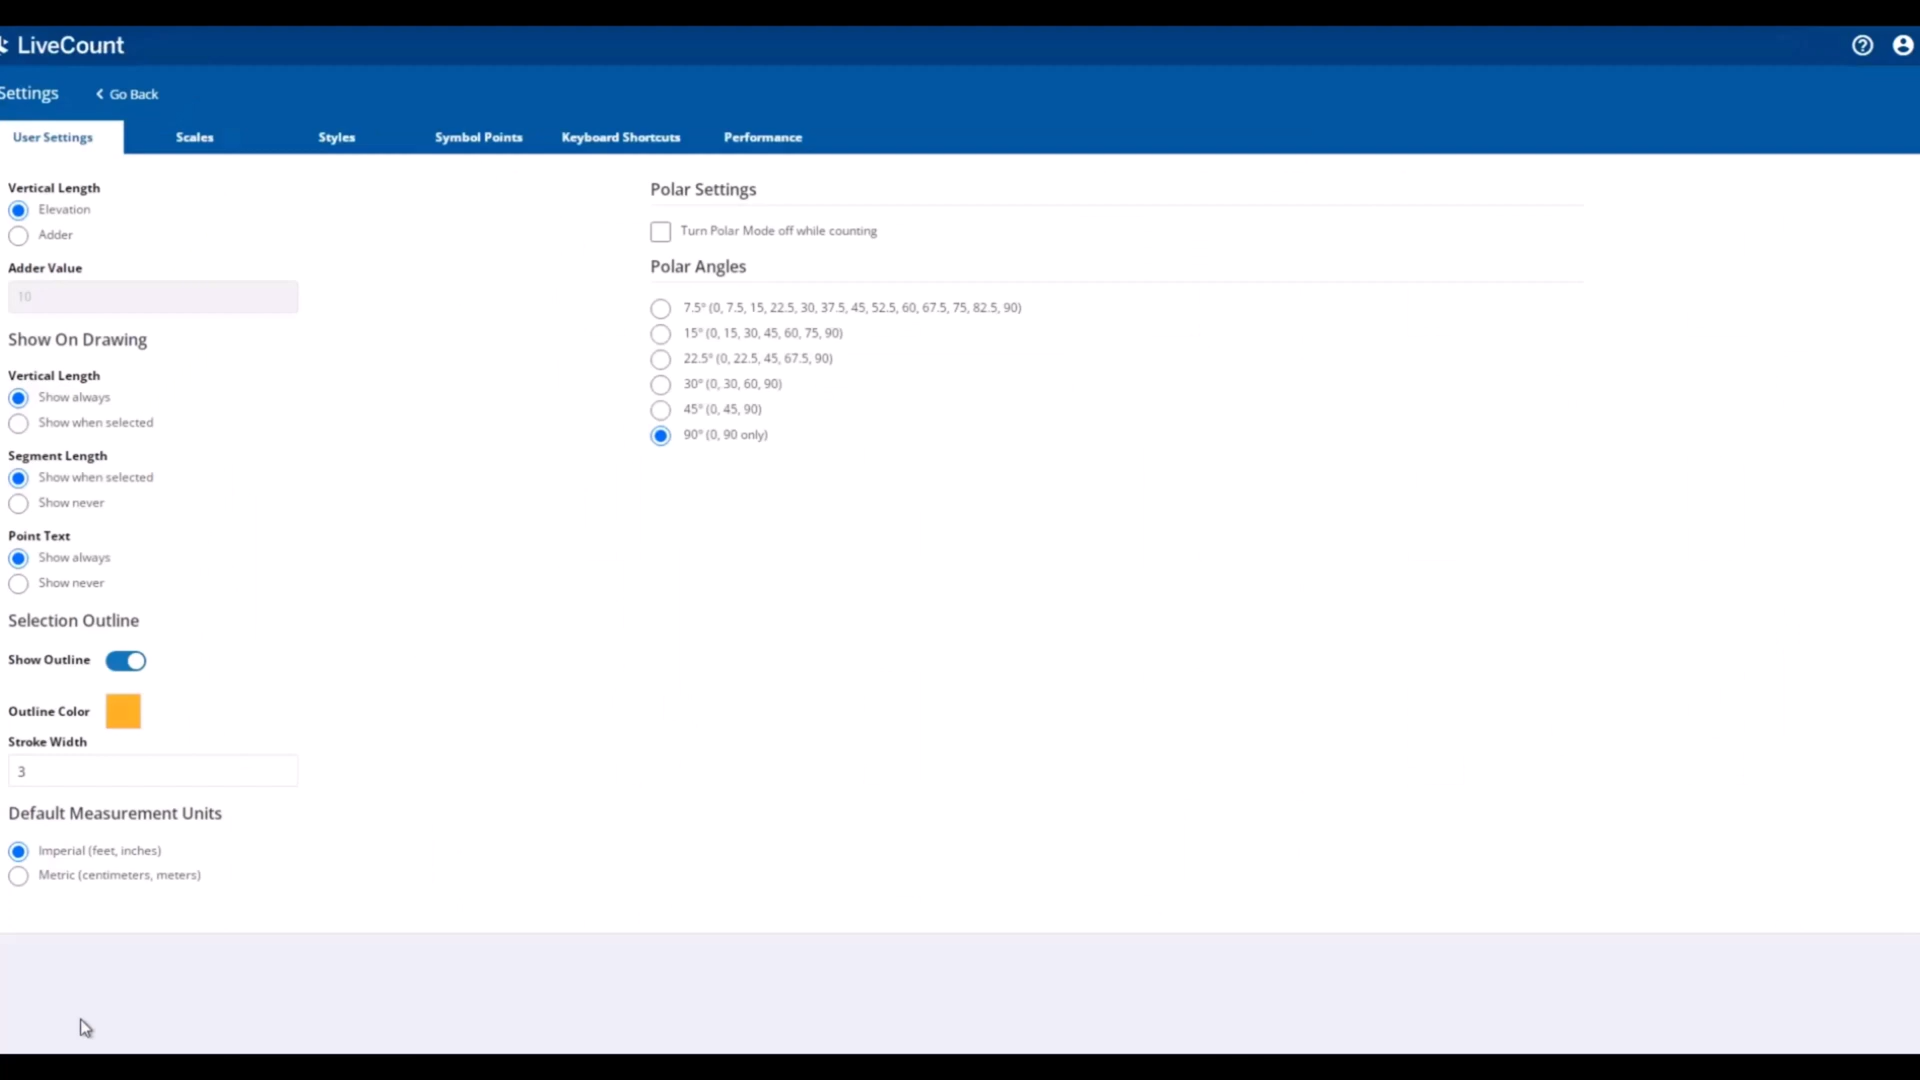 LiveCount
Settings
Go Back
User Settings
Scales
Styles
Symbol Points
Keyboard Shortcuts
Performance
Vertical Length
Elevation
Adder
Adder Value
10
Show On Drawing
Vertical Length
Show always
Show when selected
Segment Length
Show when selected
Show never
Point Text
Show always
Show never
Selection Outline
Show Outline
Outline Color
Stroke Width
3
Default Measurement Units
Imperial (feet, inches)
Metric (centimeters, meters)
Polar Settings
Turn Polar Mode off while counting
Polar Angles
7.5° (0, 7.5, 15, 22.5, 30, 37.5, 45, 52.5, 60, 67.5, 75, 82.5, 90)
15° (0, 15, 30, 45, 60, 75, 90)
22.5° (0, 22.5, 45, 67.5, 90)
30° (0, 30, 60, 90)
45° (0, 45, 90)
90° (0, 90 only)